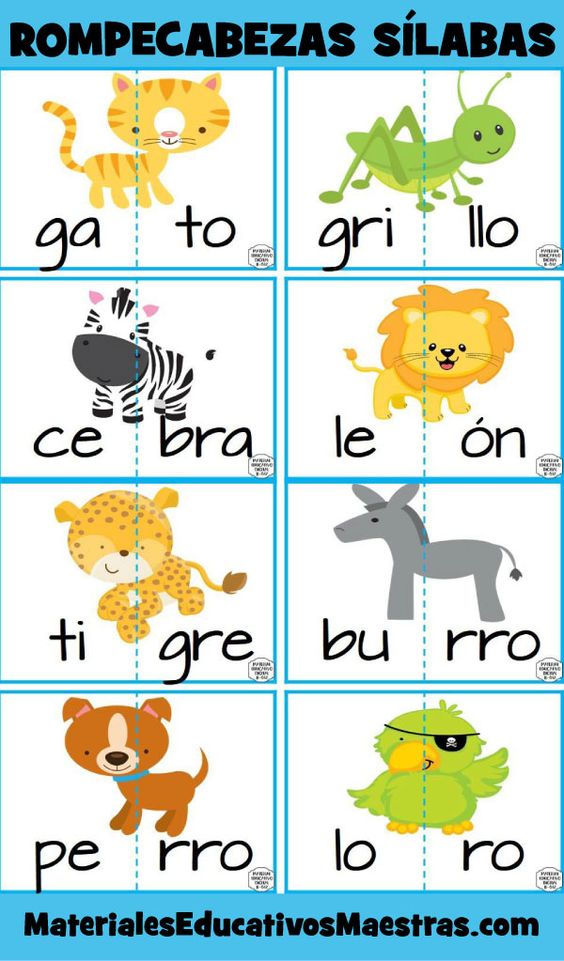 ROMPECABEZAS SÍLABAS
ga to
gri llo
ce bra
le ón
ti gre
bu rro
pe rro
lo ro
MaterialesEducativosMaestras.com